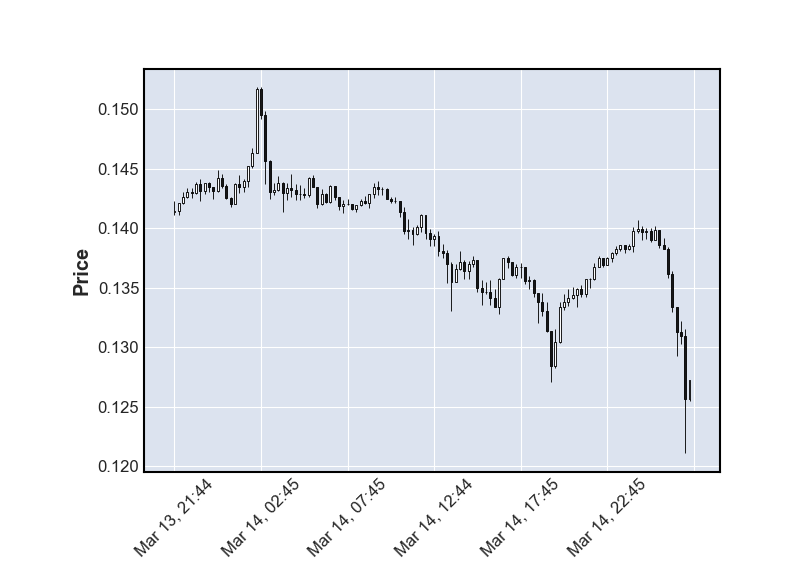 0.150
0.145
0.140
0.135
0.130
0.125
0.120
Price
Mar 13, 21:44
Mar 14, 02:45
Mar 14, 07:45
Mar 14, 12:44
Mar 14, 17:45
Mar 14, 22:45